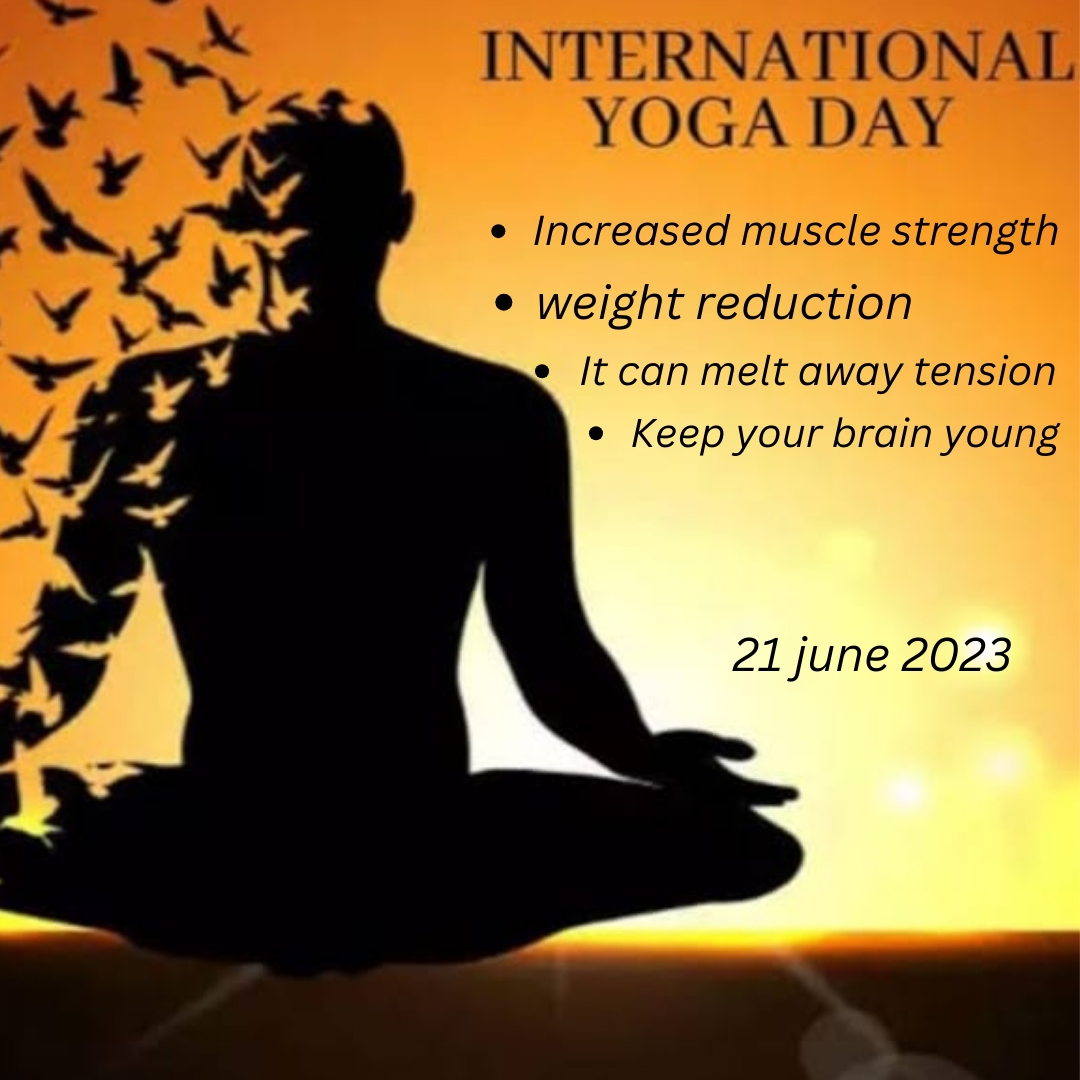 INTERNATIONAL
YOGA DAY
• Increased muscle strength
• weight reduction
• It can melt away tension
• Keep your brain young
21 june 2023